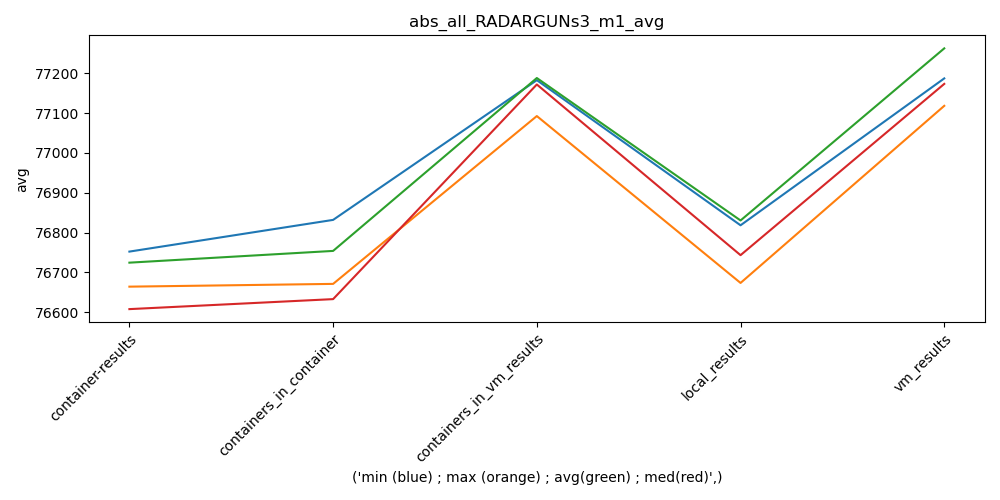 abs_all_RADARGUNs3_m1_avg
77200
77100
77000
76900
76800
76700
76600
avg
container-results
containers_in_container
containers_in_vm_results
local_results
vm_results
('min (blue) ; max (orange) ; avg(green) ; med(red)',)